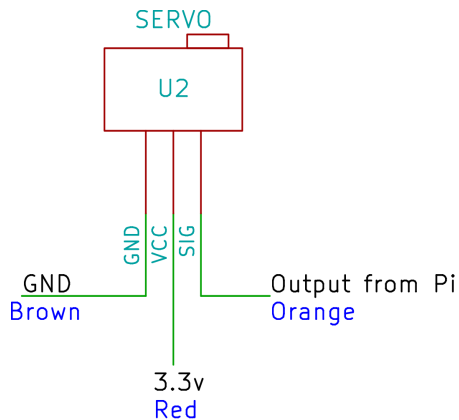 SERVO
U2
GND
VCC
SIG
GND
Brown
Output from Pi
Orange
3.3v
Red